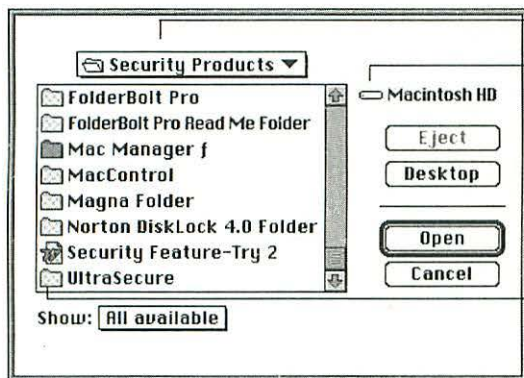 Security Products
FolderBolt Pro
FolderBolt Pro Read Me Folder
Mac Manager ƒ
MacControl
Magna Folder
Norton DiskLock 4.0 Folder
Security Feature-Try 2
UltraSecure
Macintosh HD
Eject
Desktop
Open
Cancel
Show: All available